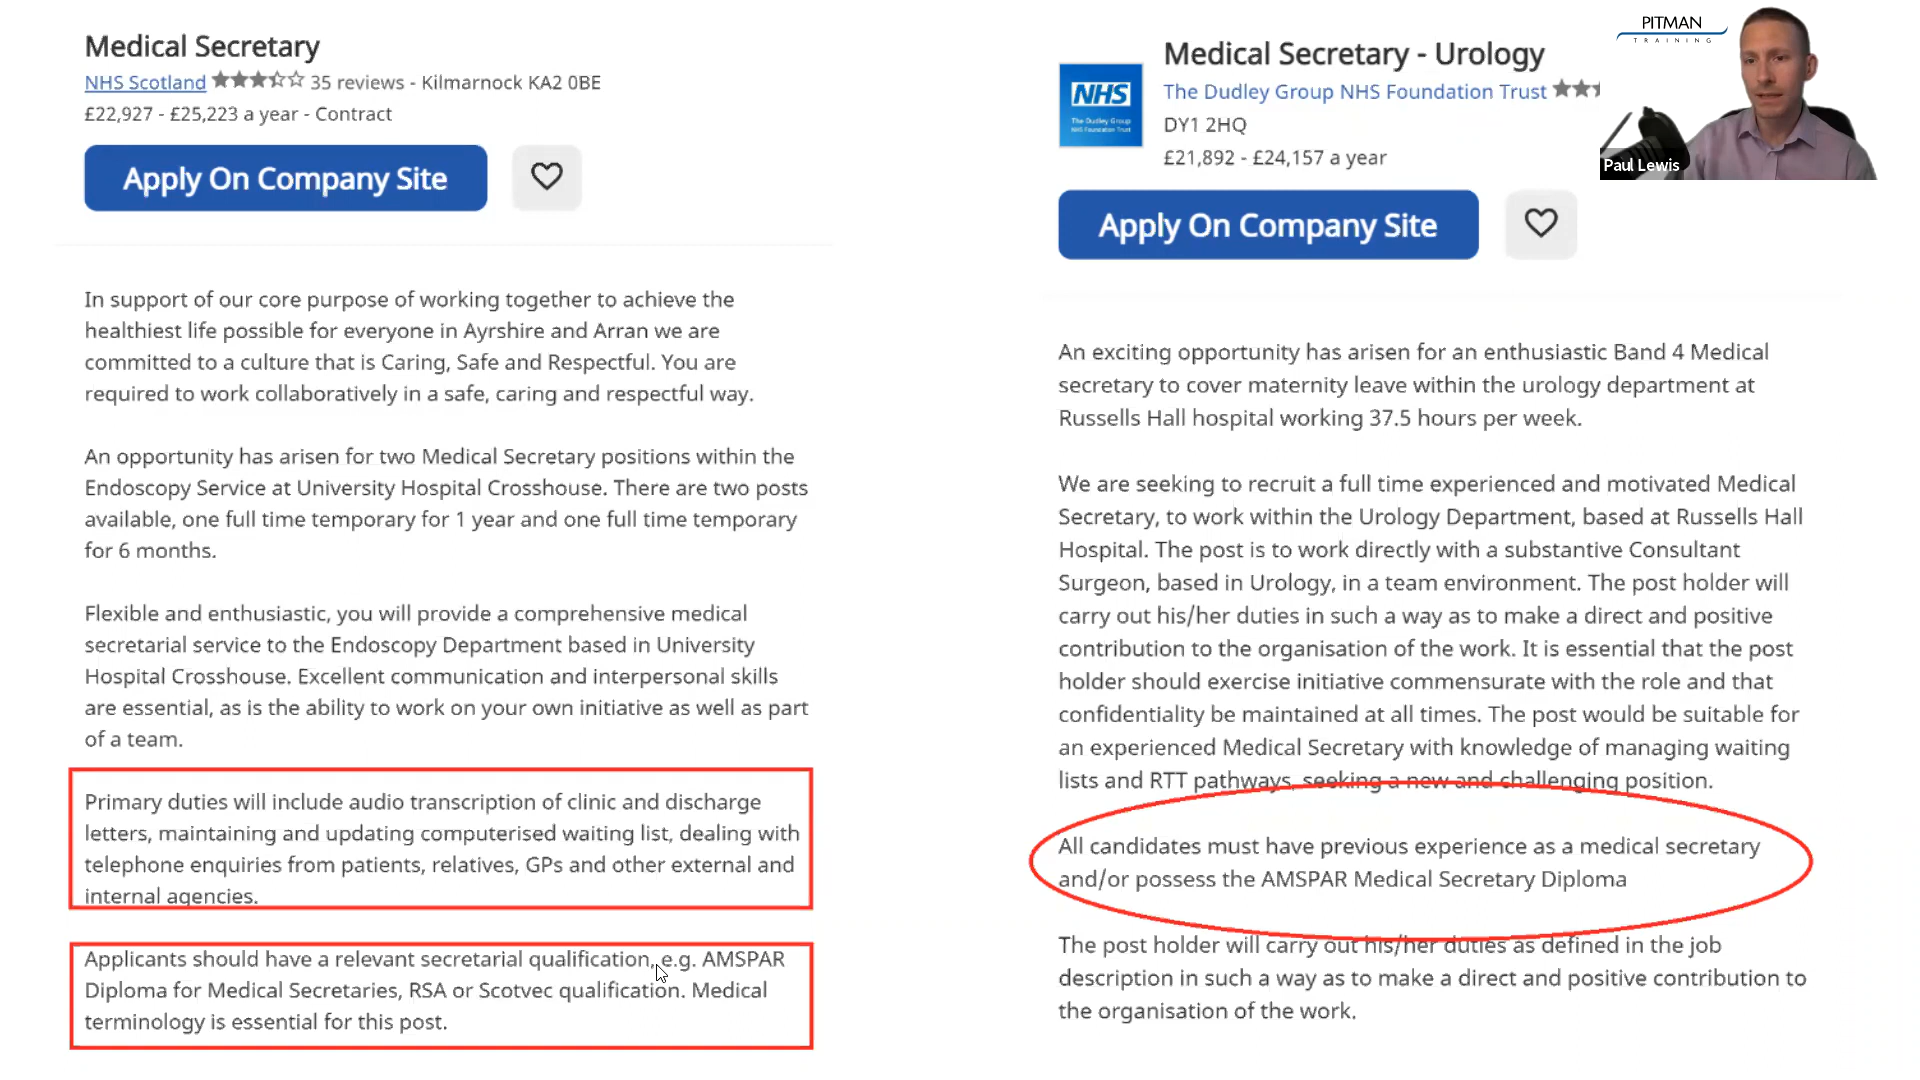 Medical Secretary
NHS Scotland 35 reviews - Kilmarnock KA2 0BE
£22,927 - £25,223 a year - Contract
Apply On Company Site
In support of our core purpose of working together to achieve the
healthiest life possible for everyone in Ayrshire and Arran we are
committed to a culture that is Caring, Safe and Respectful. You are
required to work collaboratively in a safe, caring and respectful way.
An opportunity has arisen for two Medical Secretary positions within the
Endoscopy Service at University Hospital Crosshouse. There are two posts
available, one full time temporary for 1 year and one full time temporary
for 6 months.
Flexible and enthusiastic, you will provide a comprehensive medical
secretarial service to the Endoscopy Department based in University
Hospital Crosshouse. Excellent communication and interpersonal skills
are essential, as is the ability to work on your own initiative as well as part
of a team.
Primary duties will include audio transcription of clinic and discharge
letters, maintaining and updating computerised waiting list, dealing with
telephone enquiries from patients, relatives, GPs and other external and
internal agencies.
Applicants should have a relevant secretarial qualification, e.g. AMSPAR
Diploma for Medical Secretaries, RSA or Scotvec qualification. Medical
terminology is essential for this post.
NHS
The Dudley Group
NHS Foundation Trust
Medical Secretary - Urology
The Dudley Group NHS Foundation Trust
DY1 2HQ
£21,892 - £24,157 a year
Apply On Company Site
An exciting opportunity has arisen for an enthusiastic Band 4 Medical
secretary to cover maternity leave within the urology department at
Russells Hall hospital working 37.5 hours per week.
We are seeking to recruit a full time experienced and motivated Medical
Secretary, to work within the Urology Department, based at Russells Hall
Hospital. The post is to work directly with a substantive Consultant
Surgeon, based in Urology, in a team environment. The post holder will
carry out his/her duties in such a way as to make a direct and positive
contribution to the organisation of the work. It is essential that the post
holder should exercise initiative commensurate with the role and that
confidentiality be maintained at all times. The post would be suitable for
an experienced Medical Secretary with knowledge of managing waiting
lists and RTT pathways, seeking a new and challenging position.
All candidates must have previous experience as a medical secretary
and/or possess the AMSPAR Medical Secretary Diploma
The post holder will carry out his/her duties as defined in the job
description in such a way as to make a direct and positive contribution to
the organisation of the work.
PITMAN
TRAINING
Paul Lewis